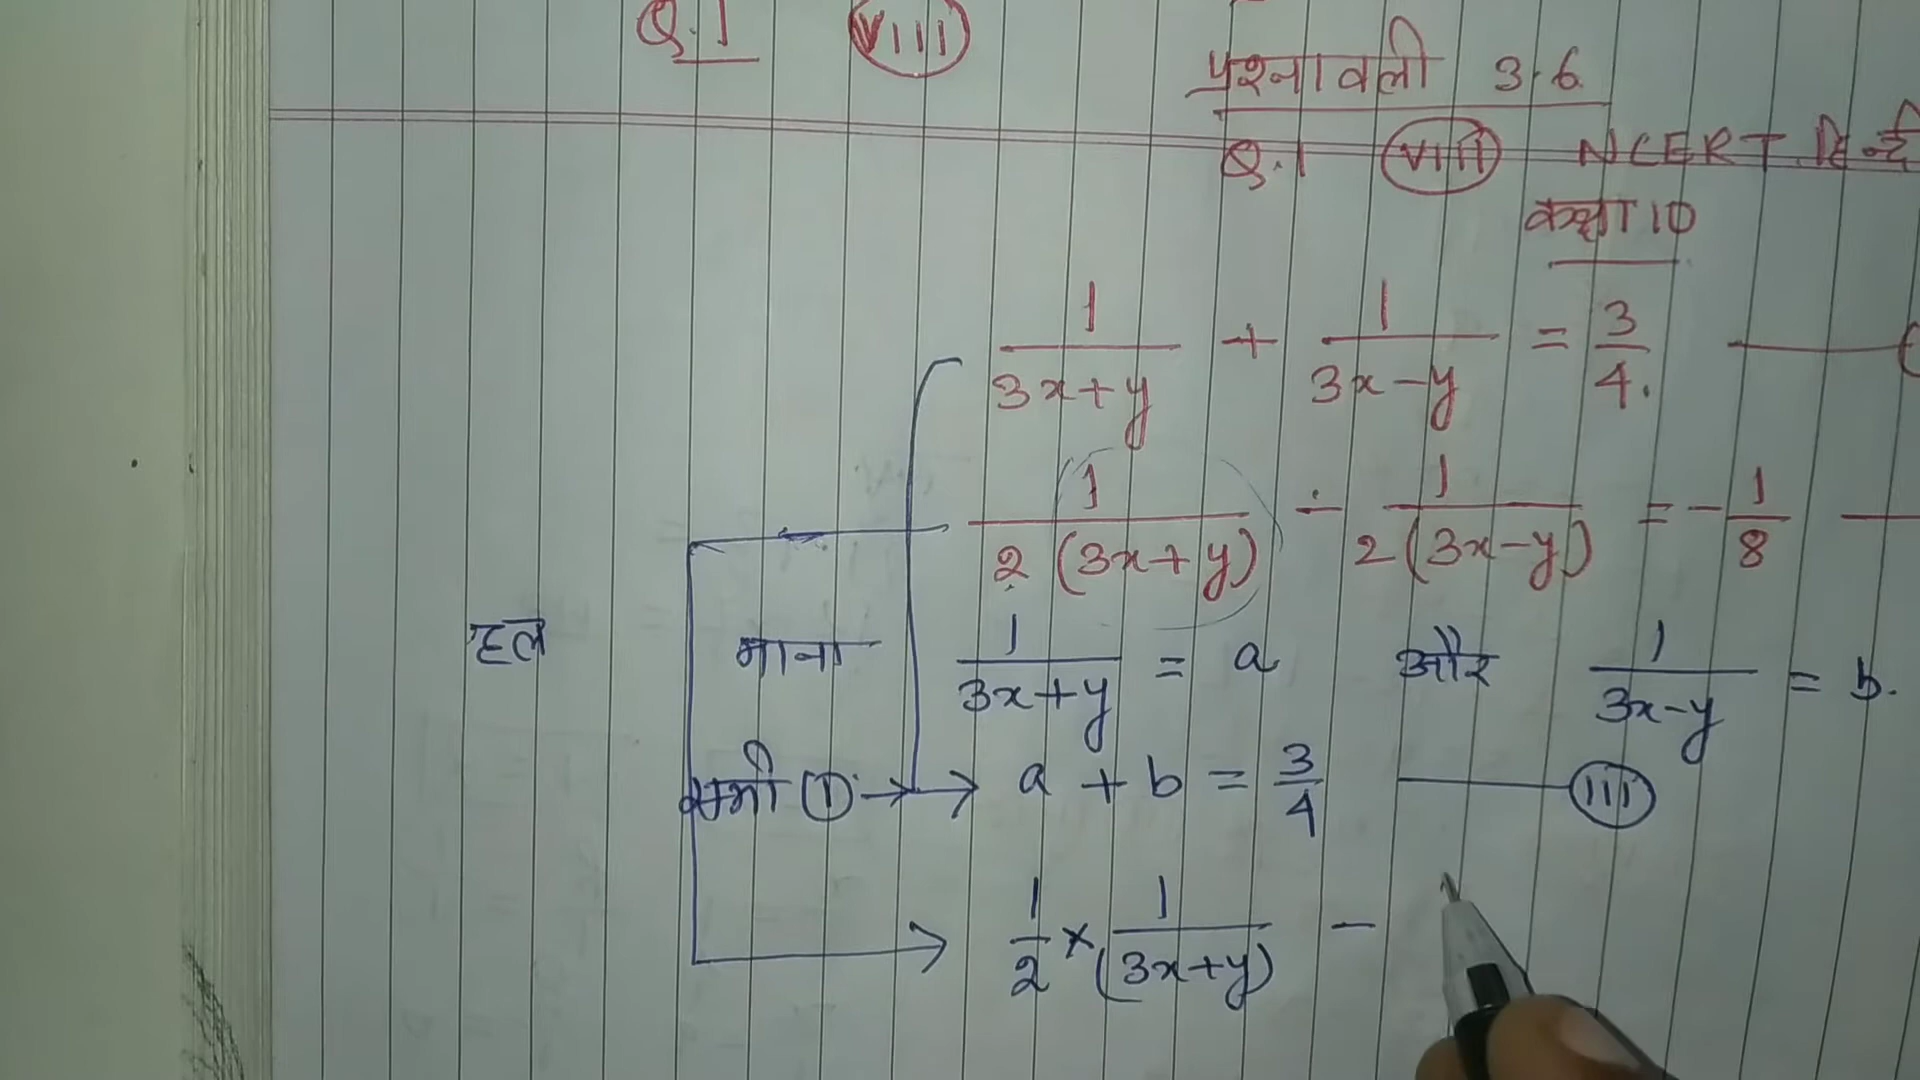 Q.1 (viii)
प्रश्नावली 3.6
Q.1 (viii) NCERT हिन्दी
कक्षा 10
1/(3x+y) + 1/(3x-y) = 3/4.
1/(2(3x+y)) - 1/(2(3x-y)) = -1/8
हल माना 1/(3x+y) = a और 1/(3x-y) = b.
समी (1) → → a + b = 3/4 — (iii)
→ 1/2 × 1/(3x+y) -